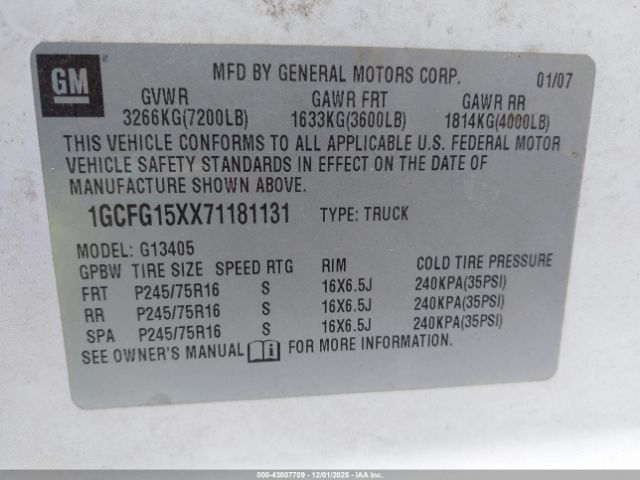 GM
MFD BY GENERAL MOTORS CORP. 01/07
GVWR GAWR FRT GAWR RR
3266KG(7200LB) 1633KG(3600LB) 1814KG(4000LB)
THIS VEHICLE CONFORMS TO ALL APPLICABLE U.S. FEDERAL MOTOR
VEHICLE SAFETY STANDARDS IN EFFECT ON THE DATE OF
MANUFACTURE SHOWN ABOVE.
1GCFG15XX71181131 TYPE: TRUCK
MODEL: G13405
GPBW TIRE SIZE SPEED RTG RIM COLD TIRE PRESSURE
FRT P245/75R16 S 16X6.5J 240KPA(35PSI)
RR P245/75R16 S 16X6.5J 240KPA(35PSI)
SPA P245/75R16 S 16X6.5J 240KPA(35PSI)
SEE OWNER'S MANUAL i FOR MORE INFORMATION.
000-43807709 - 12/01/2025 - IAAI